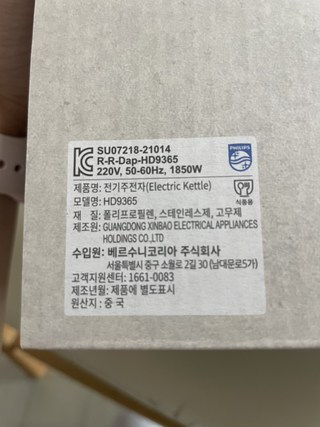 SU07218-21014
R-R-Dap-HD9365
220V, 50-60Hz, 1850W
PHILIPS
제품명: 전기주전자(Electric Kettle)
모델명: HD9365
식품용
재 질: 폴리프로필렌, 스테인레스제, 고무제
제조원: GUANGDONG XINBAO ELECTRICAL APPLIANCES
HOLDINGS CO.,LTD
수입원: 베르수니코리아 주식회사
서울특별시 중구 소월로 2길 30 (남대문로5가)
고객지원센터: 1661-0083
제조년월: 제품에 별도표시
원산지: 중 국